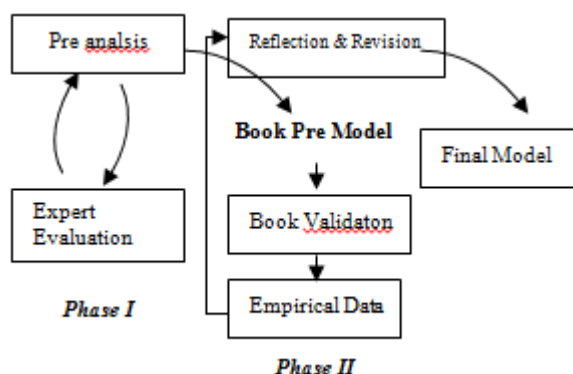 Pre analsis
Reflection & Revision
Book Pre Model
Final Model
Expert
Evaluation
Book Validaton
Empirical Data
Phase I
Phase II